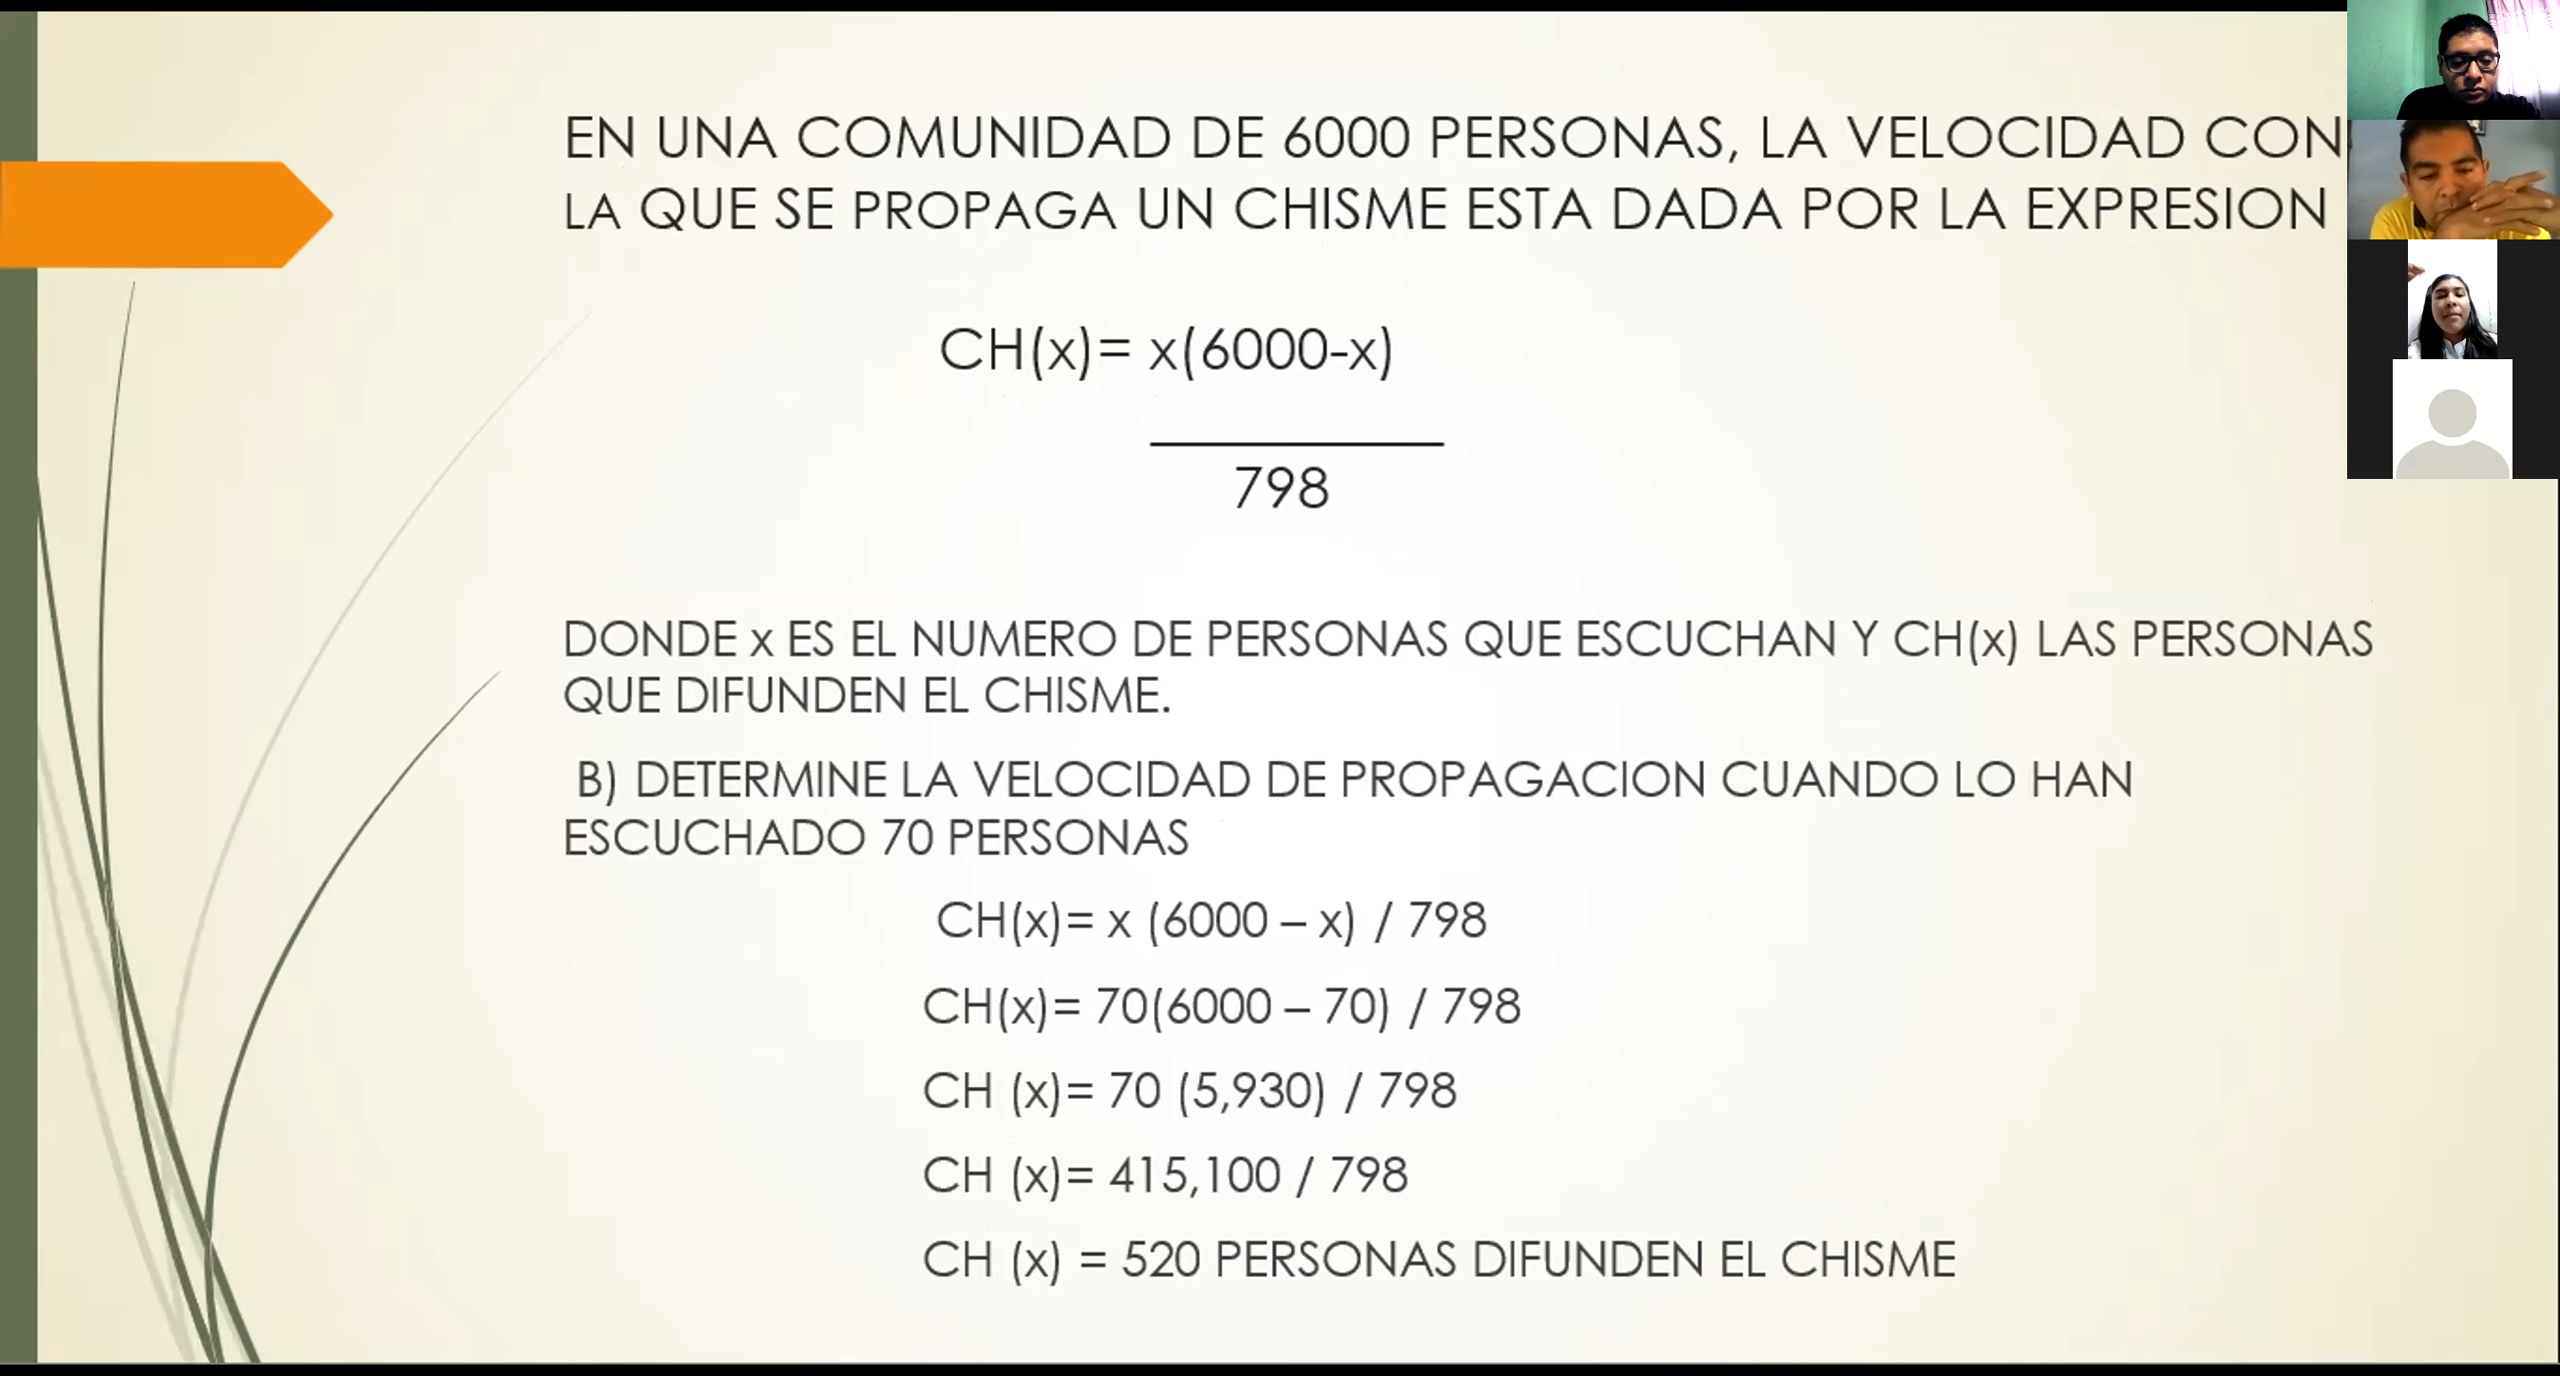 EN UNA COMUNIDAD DE 6000 PERSONAS, LA VELOCIDAD CON
LA QUE SE PROPAGA UN CHISME ESTA DADA POR LA EXPRESION
CH(x)= x(6000-x)
798
DONDE x ES EL NUMERO DE PERSONAS QUE ESCUCHAN Y CH(x) LAS PERSONAS
QUE DIFUNDEN EL CHISME.
B) DETERMINE LA VELOCIDAD DE PROPAGACION CUANDO LO HAN
ESCUCHADO 70 PERSONAS
CH(x)= x (6000 – x) / 798
CH(x)= 70(6000 – 70) / 798
CH (x)= 70 (5,930) / 798
CH (x)= 415,100 / 798
CH (x) = 520 PERSONAS DIFUNDEN EL CHISME